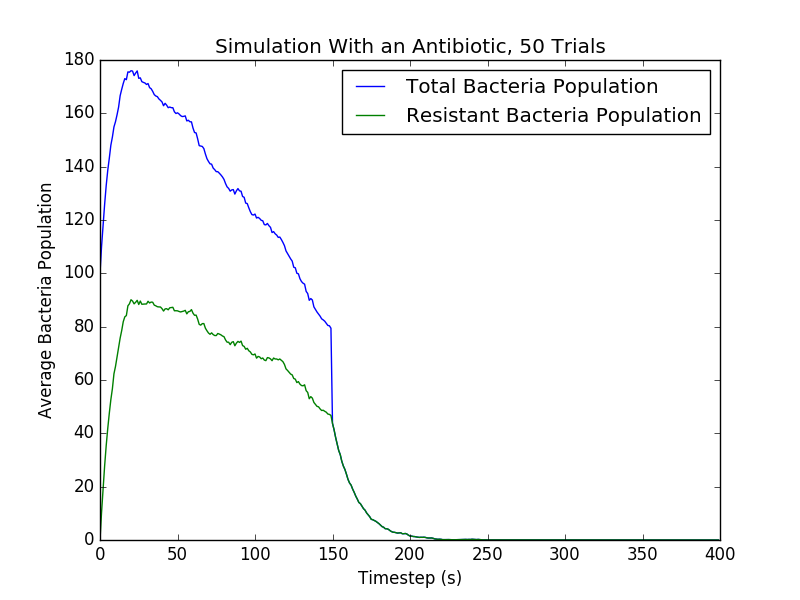 Simulation With an Antibiotic, 50 Trials
Total Bacteria Population
Resistant Bacteria Population
Average Bacteria Population
180
160
140
120
100
80
60
40
20
0
0 50 100 150 200 250 300 350 400
Timestep (s)